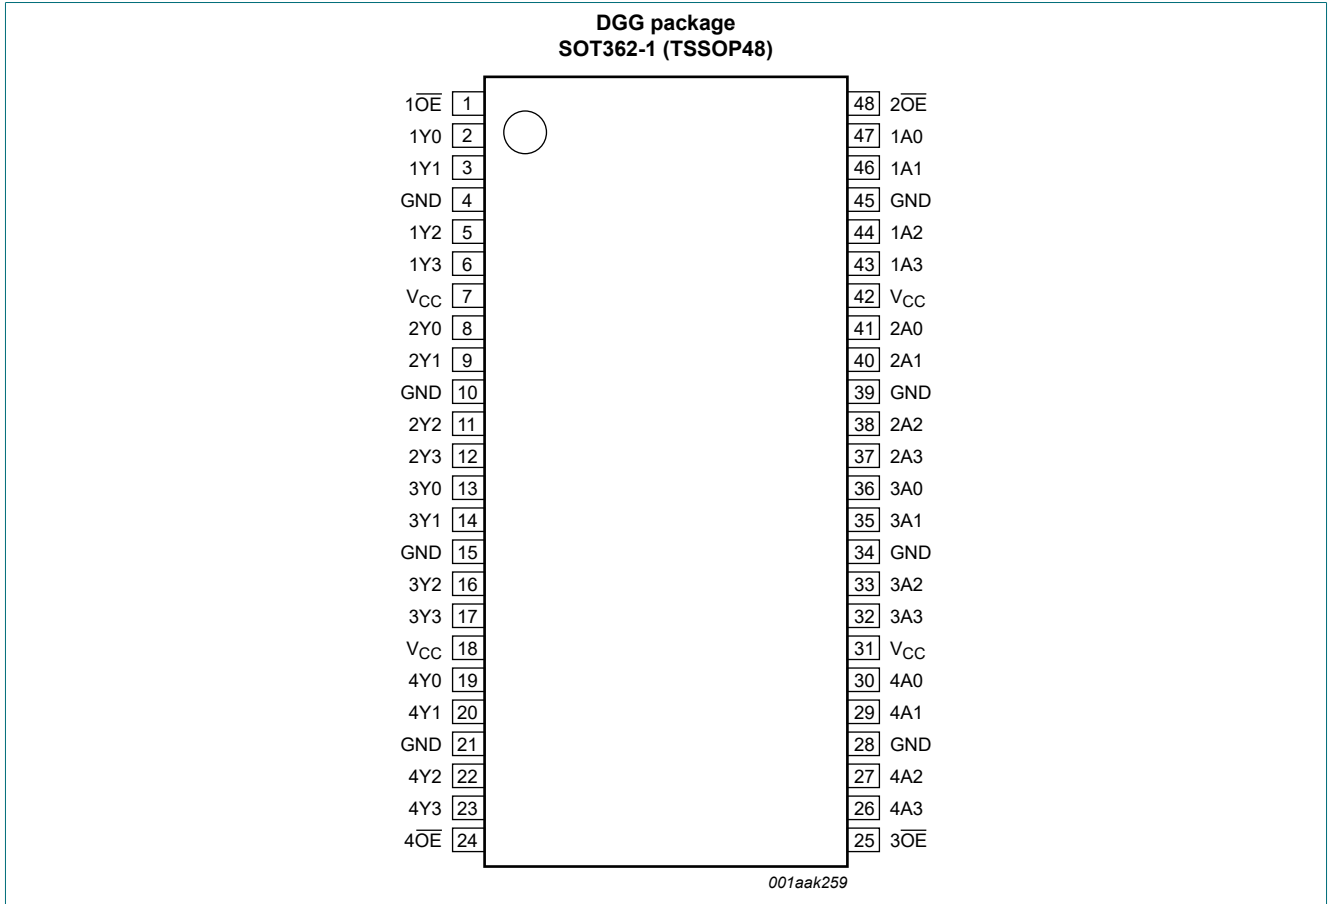 DGG package
SOT362-1 (TSSOP48)
1O̅E̅ 1 48 2O̅E̅
1Y0 2 47 1A0
1Y1 3 46 1A1
GND 4 45 GND
1Y2 5 44 1A2
1Y3 6 43 1A3
VCC 7 42 VCC
2Y0 8 41 2A0
2Y1 9 40 2A1
GND 10 39 GND
2Y2 11 38 2A2
2Y3 12 37 2A3
3Y0 13 36 3A0
3Y1 14 35 3A1
GND 15 34 GND
3Y2 16 33 3A2
3Y3 17 32 3A3
VCC 18 31 VCC
4Y0 19 30 4A0
4Y1 20 29 4A1
GND 21 28 GND
4Y2 22 27 4A2
4Y3 23 26 4A3
4O̅E̅ 24 25 3O̅E̅
001aak259